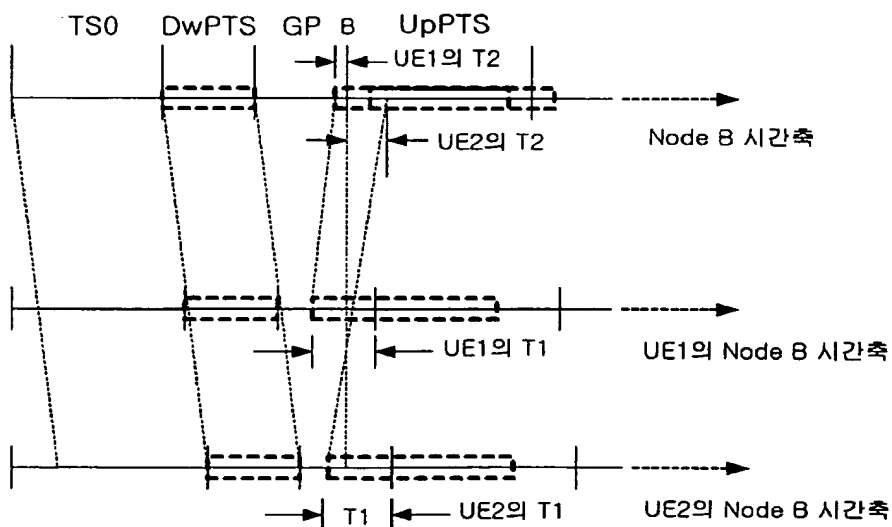 TS0 DwPTS GP B UpPTS
UE1의 T2
UE2의 T2
Node B 시간축
UE1의 T1
UE1의 Node B 시간축
T1
UE2의 T1
UE2의 Node B 시간축